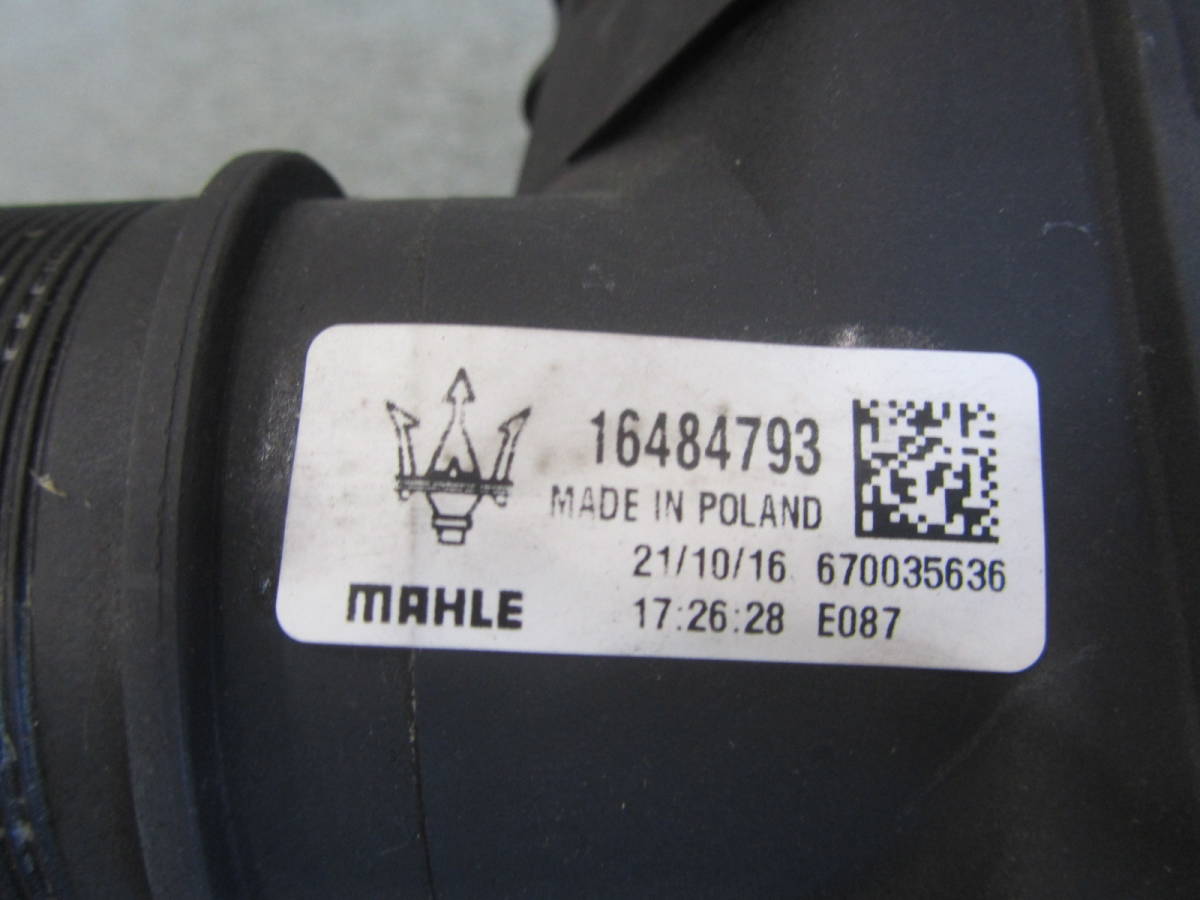 16484793
MADE IN POLAND
21/10/16 670035636
17:26:28 E087
MAHLE